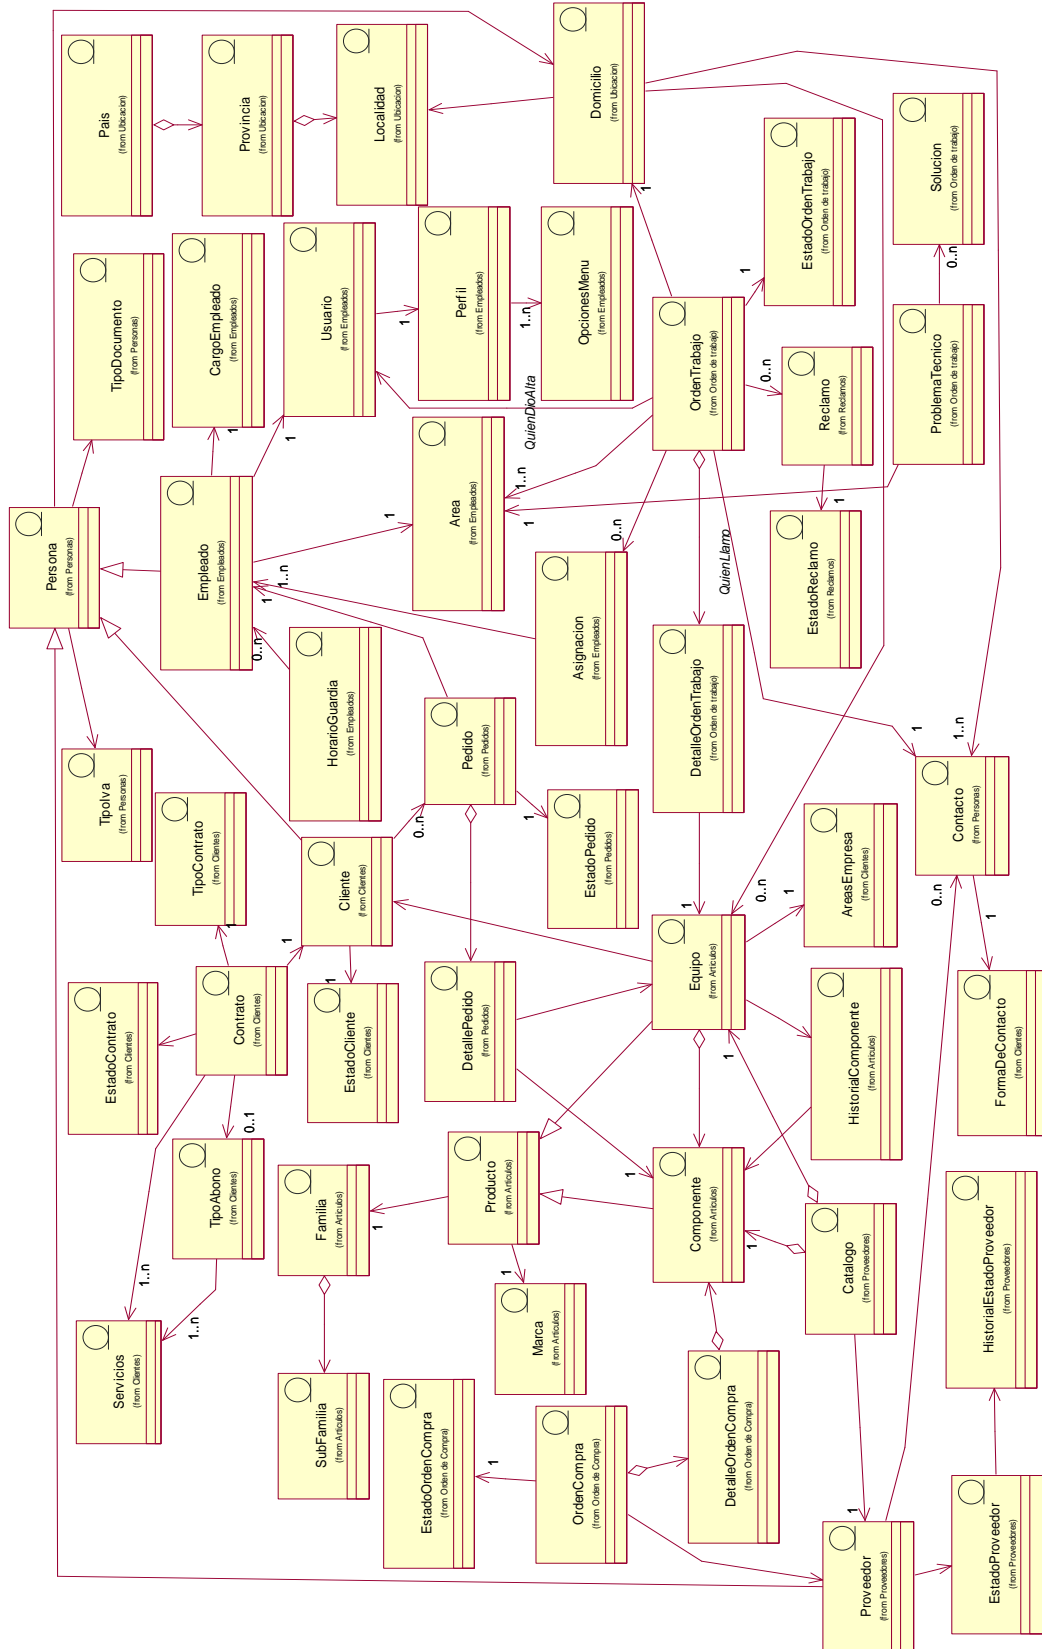 Pais
(from Ubicacion)
Provincia
(from Ubicacion)
Localidad
(from Ubicacion)
Domicilio
(from Ubicacion)
TipoDocumento
(from Personas)
CargoEmpleado
(from Empleados)
Usuario
(from Empleados)
Perfil
(from Empleados)
OpcionesMenu
(from Empleados)
EstadoOrdenTrabajo
(from Orden de trabajo)
Solucion
(from Orden de trabajo)
Persona
(from Personas)
Empleado
(from Empleados)
Area
(from Empleados)
OrdenTrabajo
(from Orden de trabajo)
Reclamo
(from Reclamos)
ProblemaTecnico
(from Orden de trabajo)
TipoIva
(from Personas)
HorarioGuardia
(from Empleados)
Pedido
(from Pedidos)
Asignacion
(from Empleados)
DetalleOrdenTrabajo
(from Orden de trabajo)
EstadoReclamo
(from Reclamos)
Contacto
(from Personas)
TipoContrato
(from Clientes)
Cliente
(from Clientes)
EstadoPedido
(from Pedidos)
AreasEmpresa
(from Clientes)
EstadoContrato
(from Clientes)
Contrato
(from Clientes)
EstadoCliente
(from Clientes)
DetallePedido
(from Pedidos)
Equipo
(from Articulos)
HistorialComponente
(from Articulos)
FormaDeContacto
(from Clientes)
TipoAbono
(from Clientes)
Familia
(from Articulos)
Producto
(from Articulos)
Componente
(from Articulos)
Catalogo
(from Proveedores)
HistorialEstadoProveedor
(from Proveedores)
Servicios
(from Clientes)
SubFamilia
(from Articulos)
Marca
(from Articulos)
EstadoOrdenCompra
(from Orden de Compra)
OrdenCompra
(from Orden de Compra)
DetalleOrdenCompra
(from Orden de Compra)
Proveedor
(from Proveedores)
EstadoProveedor
(from Proveedores)
QuienDioAlta
QuienLlamo
1
1
1
1..n
1
1
0..n
0..n
1
1..n
1
1
1..n
0..n
0..n
1
1
1..n
0..n
1
1
1
1
0..n
1
0..n
1
1
1
0..1
1..n
1..n
1
1
1
1
1
1
1